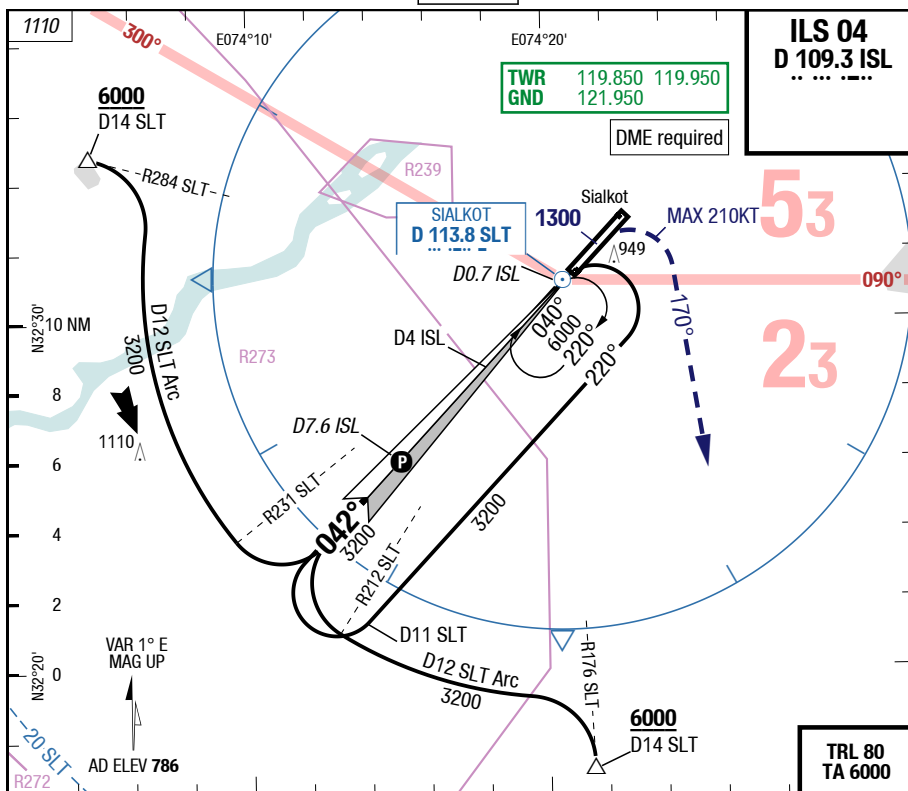 1110
300°
E074°10'
E074°20'
ILS 04
D 109.3 ISL
TWR 119.850 119.950
GND 121.950
DME required
6000
D14 SLT
R284 SLT
R239
Sialkot
SIALKOT
D 113.8 SLT
1300
MAX 210KT
53
949
D0.7 ISL
090°
170°
040°
6000
220°
220°
N32°30'
10 NM
D12 SLT Arc
3200
D4 ISL
R273
23
8
1110
D7.6 ISL
P
6
R231 SLT
3200
4
042°
3200
R212 SLT
2
D11 SLT
VAR 1° E
MAG UP
N32°20'
0
D12 SLT Arc
3200
R176 SLT
6000
D14 SLT
20 SLT
AD ELEV 786
R272
TRL 80
TA 6000